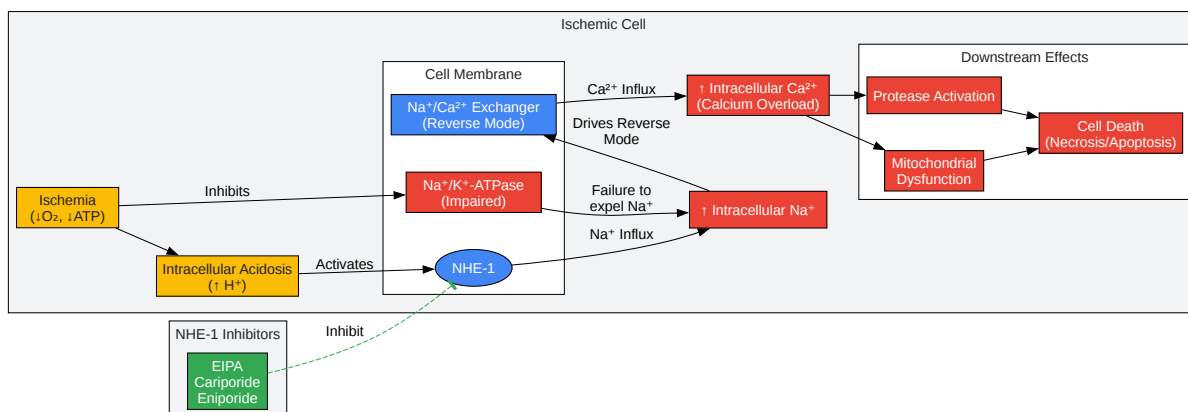 Ischemic Cell
Cell Membrane
Downstream Effects
Na⁺/Ca²⁺ Exchanger
(Reverse Mode)
Ca²⁺ Influx
↑ Intracellular Ca²⁺
(Calcium Overload)
Protease Activation
Cell Death
(Necrosis/Apoptosis)
Drives Reverse
Mode
Mitochondrial
Dysfunction
Ischemia
(↓O₂, ↓ATP)
Inhibits
Na⁺/K⁺-ATPase
(Impaired)
Failure to
expel Na⁺
↑ Intracellular Na⁺
Na⁺ Influx
Intracellular Acidosis
(↑ H⁺)
Activates
NHE-1
NHE-1 Inhibitors
Inhibit
EIPA
Cariporide
Eniporide